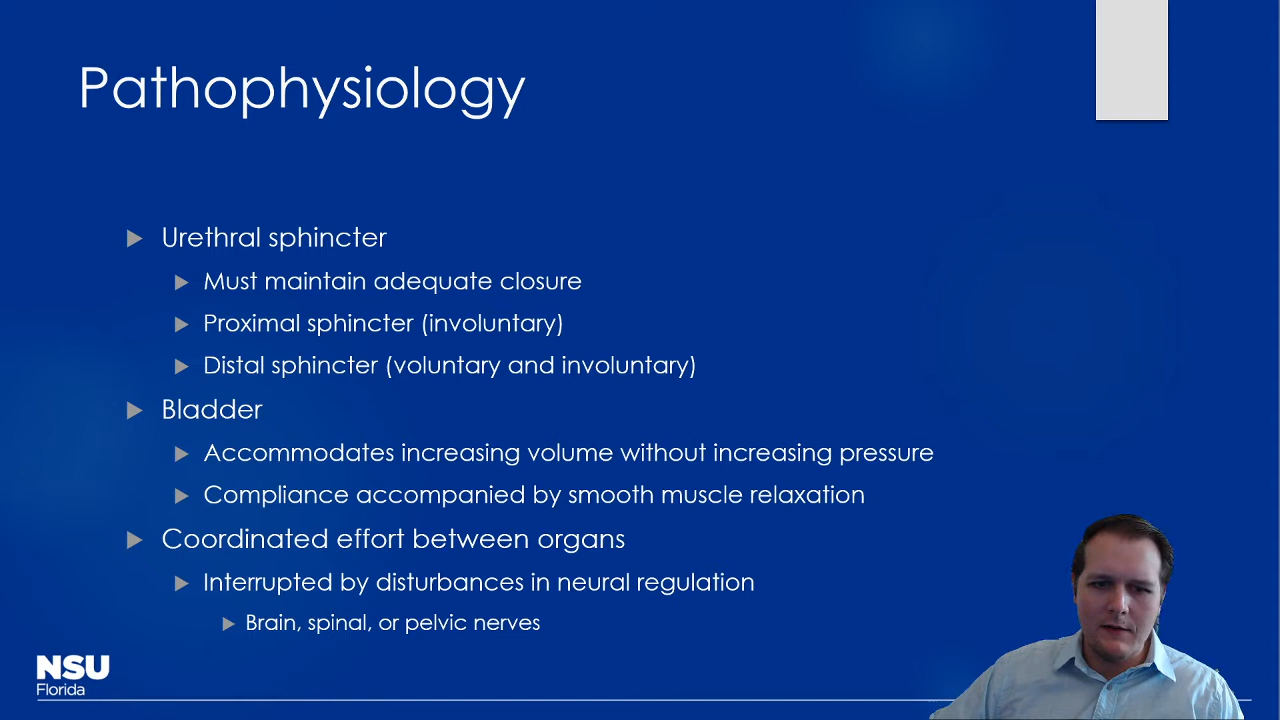 Pathophysiology
Urethral sphincter
Must maintain adequate closure
Proximal sphincter (involuntary)
Distal sphincter (voluntary and involuntary)
Bladder
Accommodates increasing volume without increasing pressure
Compliance accompanied by smooth muscle relaxation
Coordinated effort between organs
Interrupted by disturbances in neural regulation
Brain, spinal, or pelvic nerves
NSU
Florida